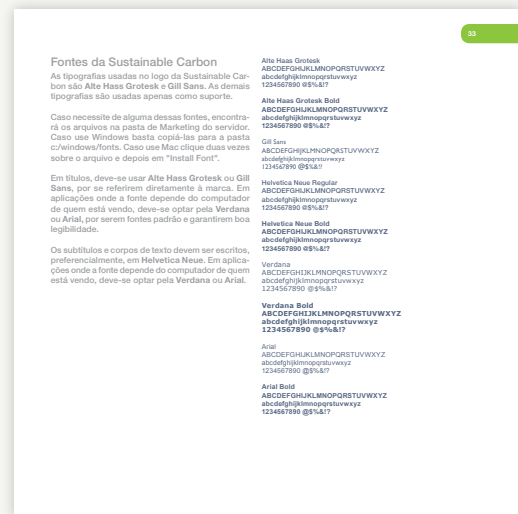 33
Fontes da Sustainable Carbon
As tipografias usadas no logo da Sustainable Car-
bon são Alte Hass Grotesk e Gill Sans. As demais
tipografias são usadas apenas como suporte.
Caso necessite de alguma dessas fontes, encontra-
rá os arquivos na pasta de Marketing do servidor.
Caso use Windows basta copiá-las para a pasta
c:/windows/fonts. Caso use Mac clique duas vezes
sobre o arquivo e depois em "Install Font".
Em títulos, deve-se usar Alte Hass Grotesk ou Gill
Sans, por se referirem diretamente à marca. Em
aplicações onde a fonte depende do computador
de quem está vendo, deve-se optar pela Verdana
ou Arial, por serem fontes padrão e garantirem boa
legibilidade.
Os subtítulos e corpos de texto devem ser escritos,
preferencialmente, em Helvetica Neue. Em aplica-
ções onde a fonte depende do computador de quem
está vendo, deve-se optar pela Verdana ou Arial.
Alte Haas Grotesk
ABCDEFGHIJKLMNOPQRSTUVWXYZ
abcdefghijklmnopqrstuvwxyz
1234567890 @$%&!?
Alte Haas Grotesk Bold
ABCDEFGHIJKLMNOPQRSTUVWXYZ
abcdefghijklmnopqrstuvwxyz
1234567890 @$%&!?
Gill Sans
ABCDEFGHIJKLMNOPQRSTUVWXYZ
abcdefghijklmnopqrstuvwxyz
1234567890 @$%&!?
Helvetica Neue Regular
ABCDEFGHIJKLMNOPQRSTUVWXYZ
abcdefghijklmnopqrstuvwxyz
1234567890 @$%&!?
Helvetica Neue Bold
ABCDEFGHIJKLMNOPQRSTUVWXYZ
abcdefghijklmnopqrstuvwxyz
1234567890 @$%&!?
Verdana
ABCDEFGHIJKLMNOPQRSTUVWXYZ
abcdefghijklmnopqrstuvwxyz
1234567890 @$%&!?
Verdana Bold
ABCDEFGHIJKLMNOPQRSTUVWXYZ
abcdefghijklmnopqrstuvwxyz
1234567890 @$%&!?
Arial
ABCDEFGHIJKLMNOPQRSTUVWXYZ
abcdefghijklmnopqrstuvwxyz
1234567890 @$%&!?
Arial Bold
ABCDEFGHIJKLMNOPQRSTUVWXYZ
abcdefghijklmnopqrstuvwxyz
1234567890 @$%&!?